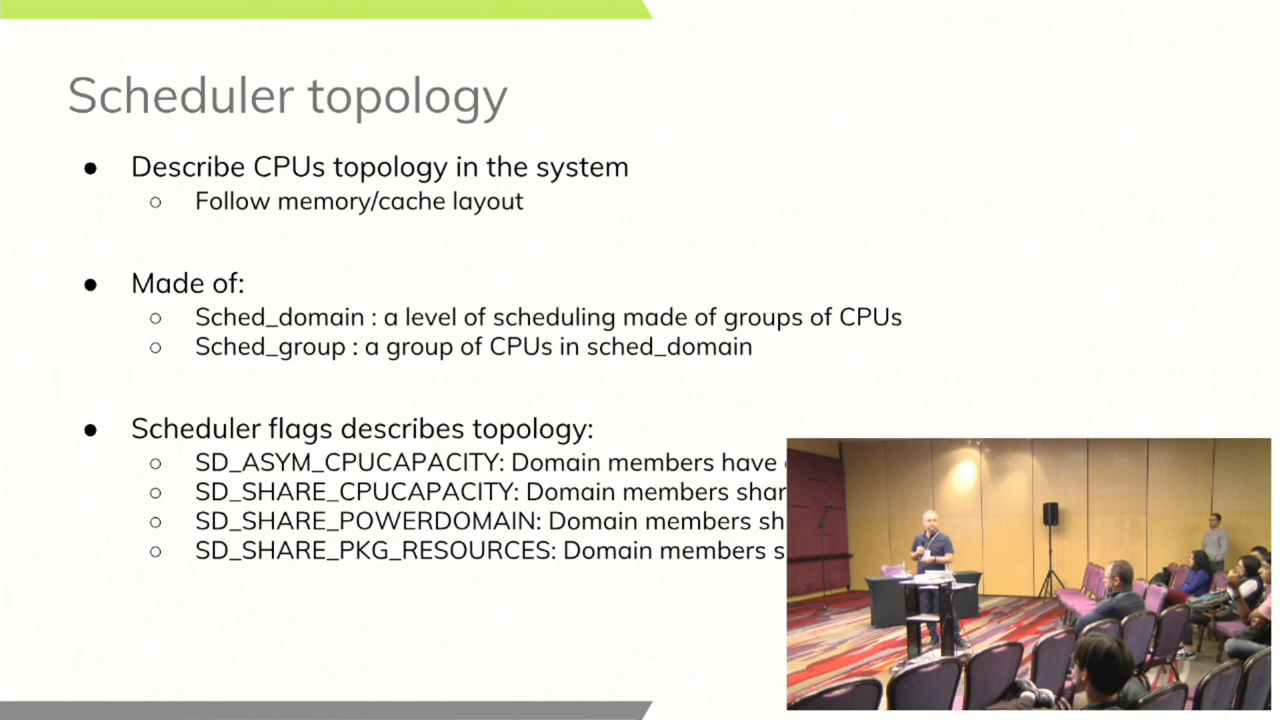 Scheduler topology
● Describe CPUs topology in the system
○ Follow memory/cache layout
● Made of:
○ Sched_domain : a level of scheduling made of groups of CPUs
○ Sched_group : a group of CPUs in sched_domain
● Scheduler flags describes topology:
○ SD_ASYM_CPUCAPACITY: Domain members have
○ SD_SHARE_CPUCAPACITY: Domain members shar
○ SD_SHARE_POWERDOMAIN: Domain members sh
○ SD_SHARE_PKG_RESOURCES: Domain members s